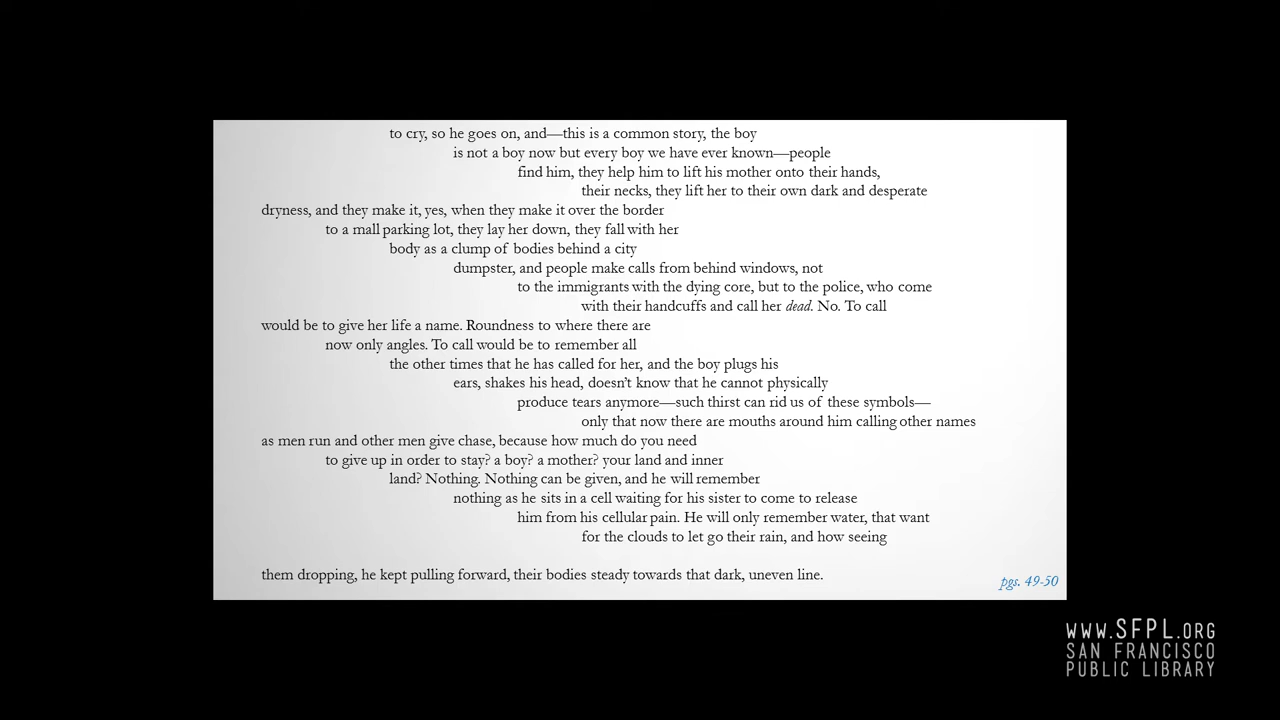 to cry, so he goes on, and—this is a common story, the boy
is not a boy now but every boy we have ever known—people
find him, they help him to lift his mother onto their hands,
their necks, they lift her to their own dark and desperate
dryness, and they make it, yes, when they make it over the border
to a mall parking lot, they lay her down, they fall with her
body as a clump of bodies behind a city
dumpster, and people make calls from behind windows, not
to the immigrants with the dying core, but to the police, who come
with their handcuffs and call her dead. No. To call
would be to give her life a name. Roundness to where there are
now only angles. To call would be to remember all
the other times that he has called for her, and the boy plugs his
ears, shakes his head, doesn't know that he cannot physically
produce tears anymore—such thirst can rid us of these symbols—
only that now there are mouths around him calling other names
as men run and other men give chase, because how much do you need
to give up in order to stay? a boy? a mother? your land and inner
land? Nothing. Nothing can be given, and he will remember
nothing as he sits in a cell waiting for his sister to come to release
him from his cellular pain. He will only remember water, that want
for the clouds to let go their rain, and how seeing
them dropping, he kept pulling forward, their bodies steady towards that dark, uneven line.
pgs. 49-50
WWW.SFPL.ORG
SAN FRANCISCO
PUBLIC LIBRARY